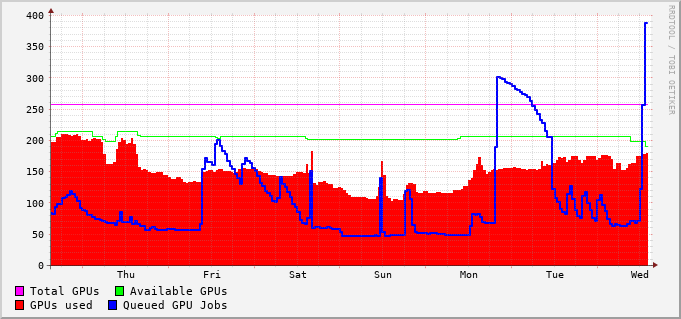 400
350
300
250
200
150
100
50
0
Thu Fri Sat Sun Mon Tue Wed
Total GPUs Available GPUs
GPUs used Queued GPU Jobs
RRDTOOL / TOBI OETIKER